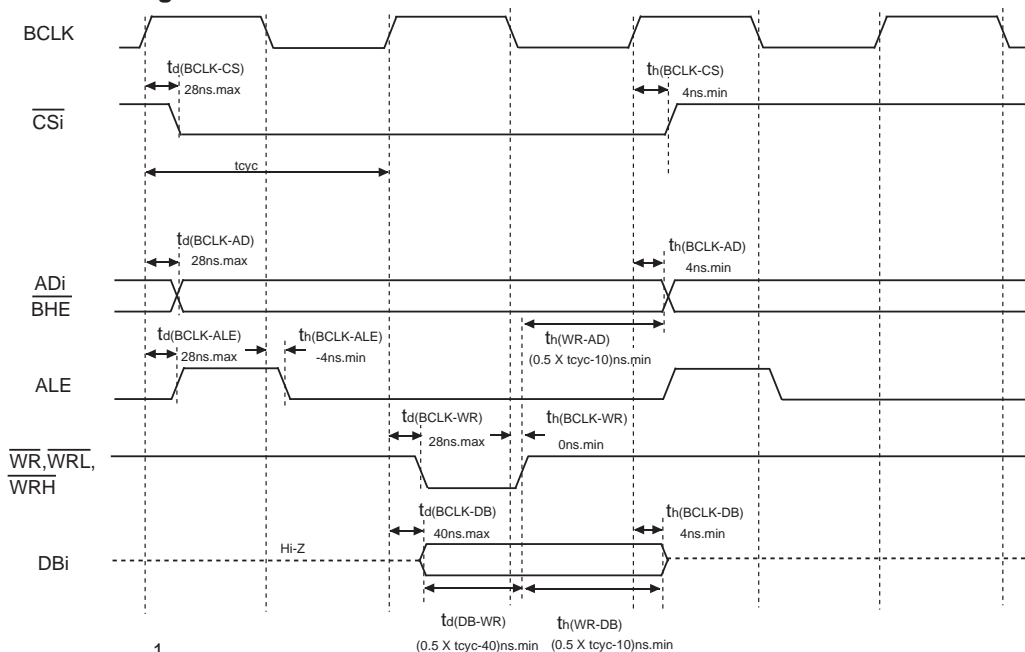 BCLK
td(BCLK-CS)
28ns.max
th(BCLK-CS)
4ns.min
CSi
tcyc
td(BCLK-AD)
28ns.max
th(BCLK-AD)
4ns.min
ADi
BHE
td(BCLK-ALE)
28ns.max
th(BCLK-ALE)
-4ns.min
th(WR-AD)
(0.5 X tcyc-10)ns.min
ALE
td(BCLK-WR)
28ns.max
th(BCLK-WR)
0ns.min
WR,WRL,
WRH
td(BCLK-DB)
40ns.max
th(BCLK-DB)
4ns.min
Hi-Z
DBi
td(DB-WR)
(0.5 X tcyc-40)ns.min
th(WR-DB)
(0.5 X tcyc-10)ns.min
1